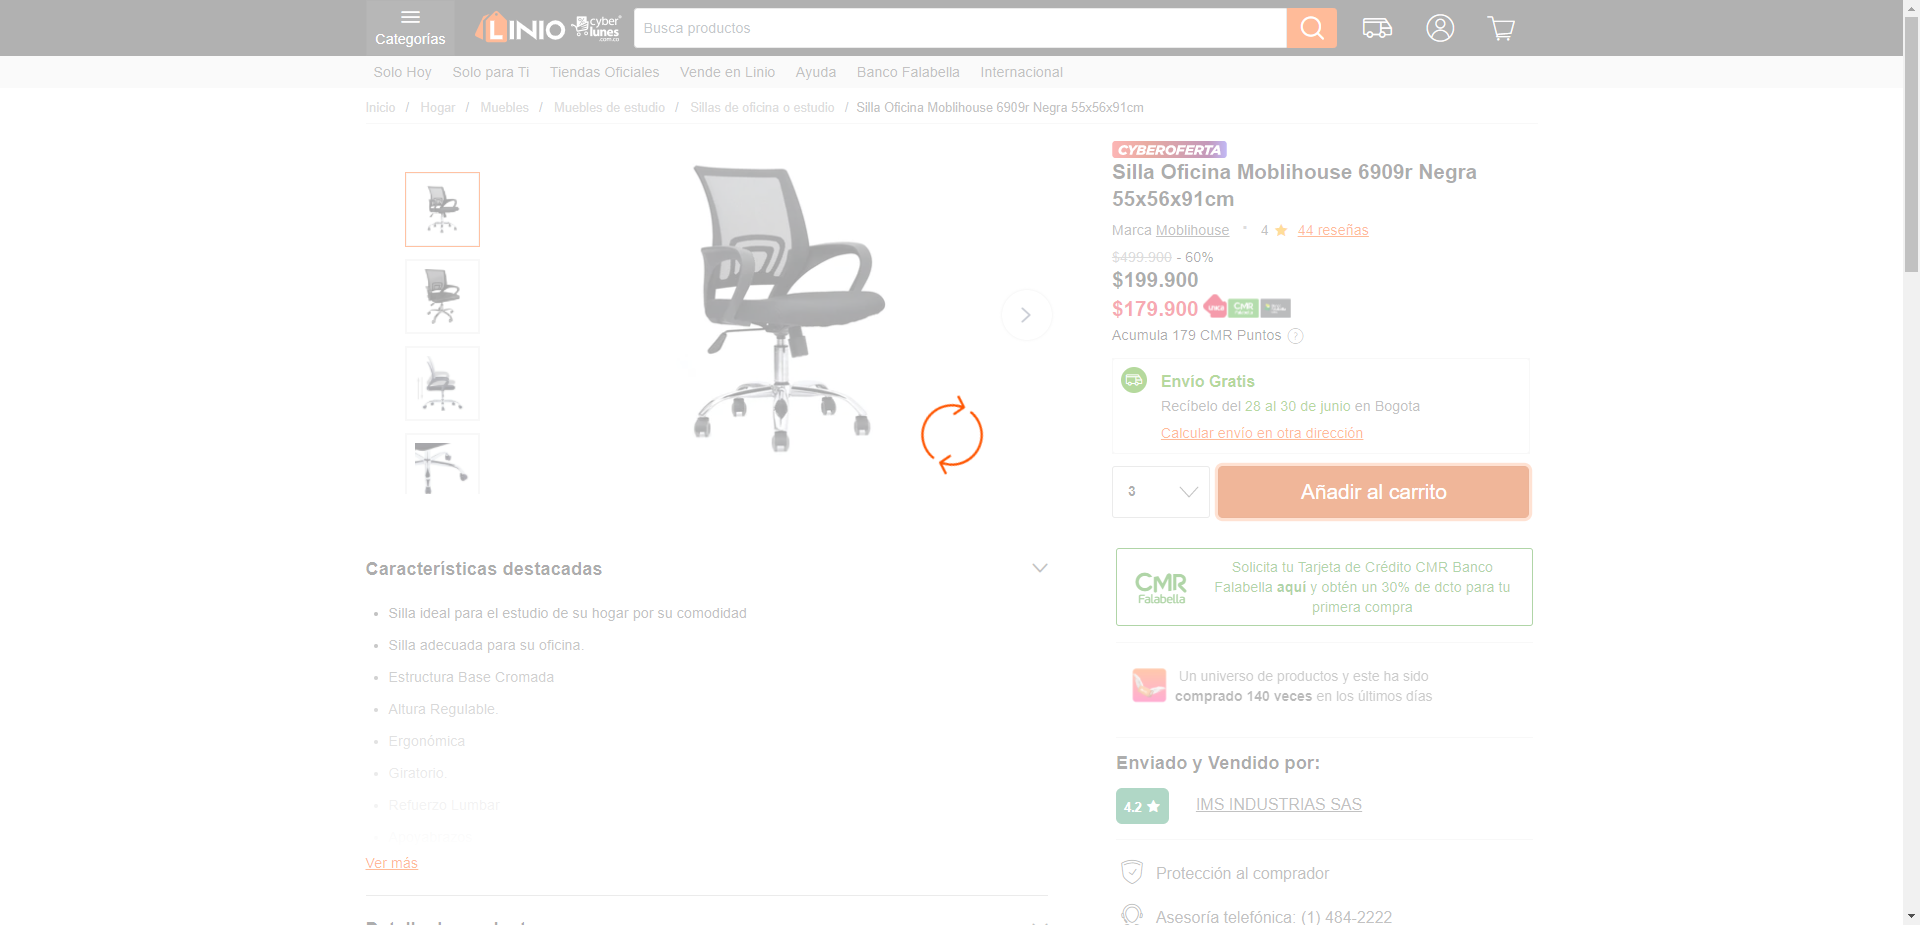 Categorías
LINIO
cyber
lunes
.com.co
Busca productos
Solo Hoy
Solo para Ti
Tiendas Oficiales
Vende en Linio
Ayuda
Banco Falabella
Internacional
Inicio / Hogar / Muebles / Muebles de estudio / Sillas de oficina o estudio / Silla Oficina Moblihouse 6909r Negra 55x56x91cm
CYBEROFERTA
Silla Oficina Moblihouse 6909r Negra
55x56x91cm
Marca Moblihouse • 4 44 reseñas
$499.900 - 60%
$199.900
$179.900
CMR
Acumula 179 CMR Puntos ?
Envío Gratis
Recíbelo del 28 al 30 de junio en Bogota
Calcular envío en otra dirección
3
Añadir al carrito
Características destacadas
• Silla ideal para el estudio de su hogar por su comodidad
• Silla adecuada para su oficina.
• Estructura Base Cromada
• Altura Regulable.
• Ergonómica
• Giratorio
• Refuerzo Lumbar
Ver más
CMR
Falabella
Solicita tu Tarjeta de Crédito CMR Banco
Falabella aquí y obtén un 30% de dcto para tu
primera compra
Un universo de productos y este ha sido
comprado 140 veces en los últimos días
Enviado y Vendido por:
4.2
IMS INDUSTRIAS SAS
Protección al comprador
Asesoría telefónica: (1) 484-2222